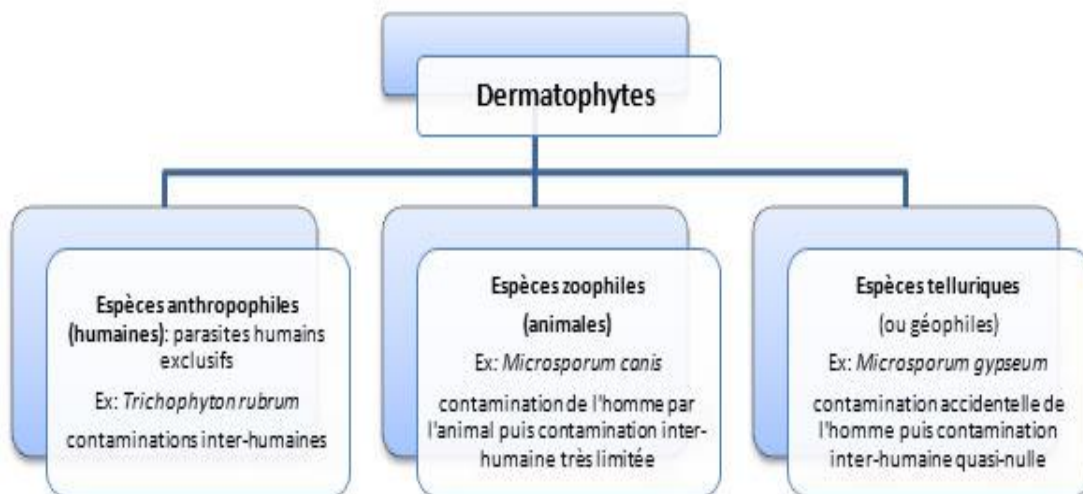 Dermatophytes
Espèces anthropophiles
(humaines): parasites humains
exclusifs
Ex: Trichophyton rubrum
contaminations inter-humaines
Espèces zoophiles
(animales)
Ex: Microsporum canis
contamination de l'homme par
l'animal puis contamination inter-
humaine très limitée
Espèces telluriques
(ou géophiles)
Ex: Microsporum gypseum
contamination accidentelle de
l'homme puis contamination
inter-humaine quasi-nulle